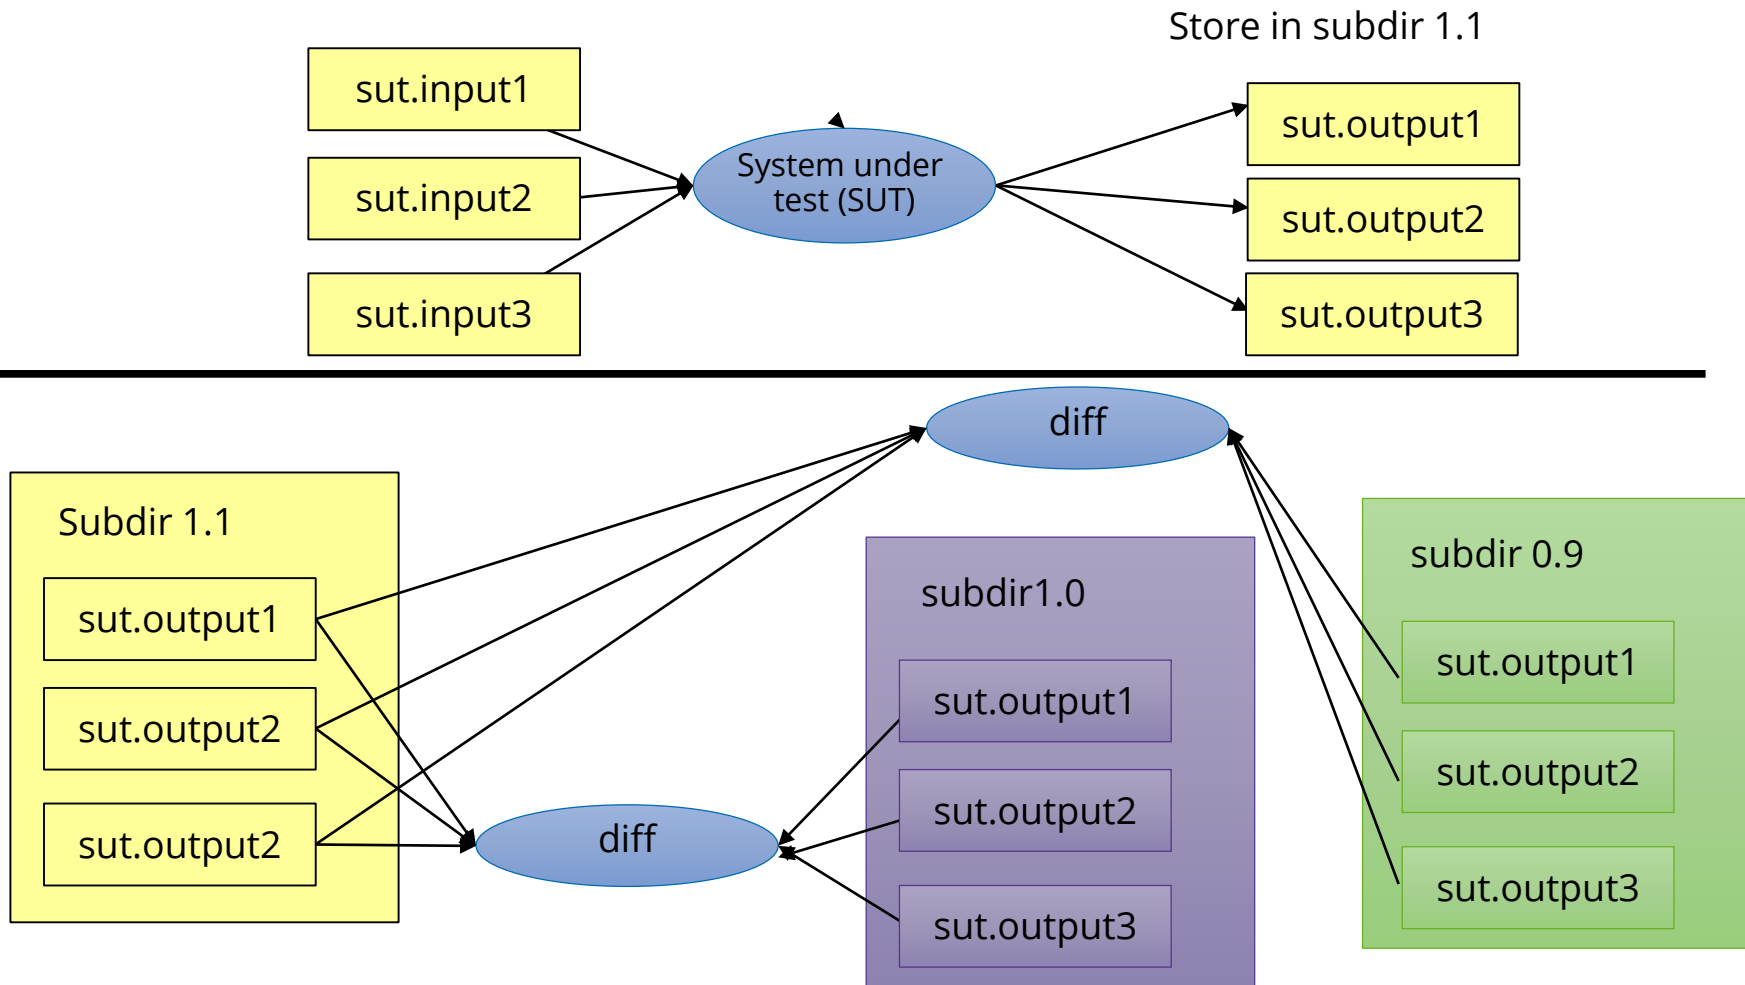 Store in subdir 1.1
sut.input1
sut.input2
sut.input3
System under
test (SUT)
sut.output1
sut.output2
sut.output3
diff
Subdir 1.1
sut.output1
sut.output2
sut.output2
diff
subdir1.0
sut.output1
sut.output2
sut.output3
subdir 0.9
sut.output1
sut.output2
sut.output3